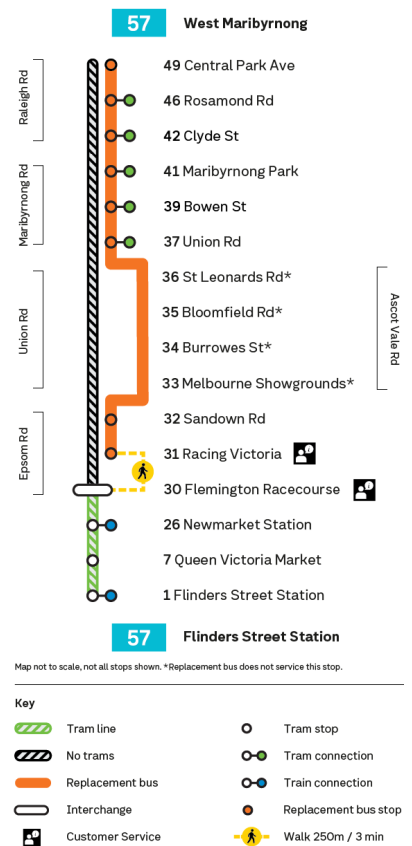 57 West Maribyrnong
Raleigh Rd
49 Central Park Ave
46 Rosamond Rd
42 Clyde St
Maribyrnong Rd
41 Maribyrnong Park
39 Bowen St
37 Union Rd
Union Rd
36 St Leonards Rd*
35 Bloomfield Rd*
34 Burrowes St*
33 Melbourne Showgrounds*
Ascot Vale Rd
Epsom Rd
32 Sandown Rd
31 Racing Victoria
30 Flemington Racecourse
26 Newmarket Station
7 Queen Victoria Market
1 Flinders Street Station
57 Flinders Street Station
Map not to scale, not all stops shown. *Replacement bus does not service this stop.
Key
Tram line
Tram stop
No trams
Tram connection
Replacement bus
Train connection
Interchange
Replacement bus stop
Customer Service
Walk 250m / 3 min